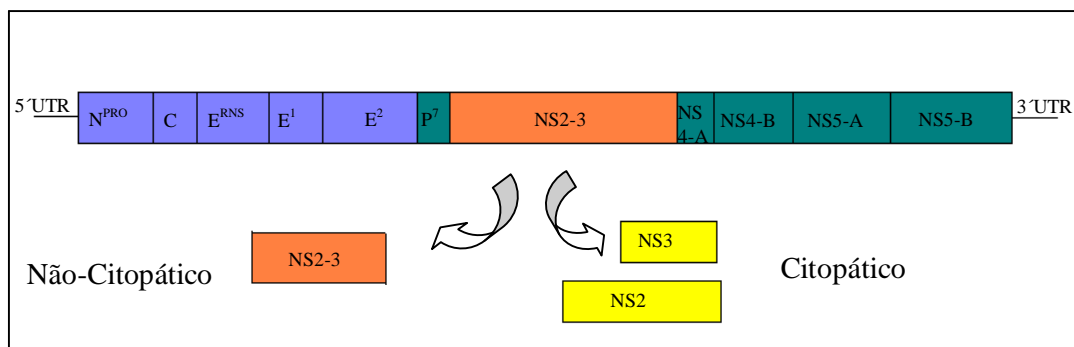 5´UTR N^PRO C E^RNS E^1 E^2 P^7 NS2-3 NS 4-A NS4-B NS5-A NS5-B 3´UTR
Não-Citopático NS2-3 NS3 Citopático
NS2